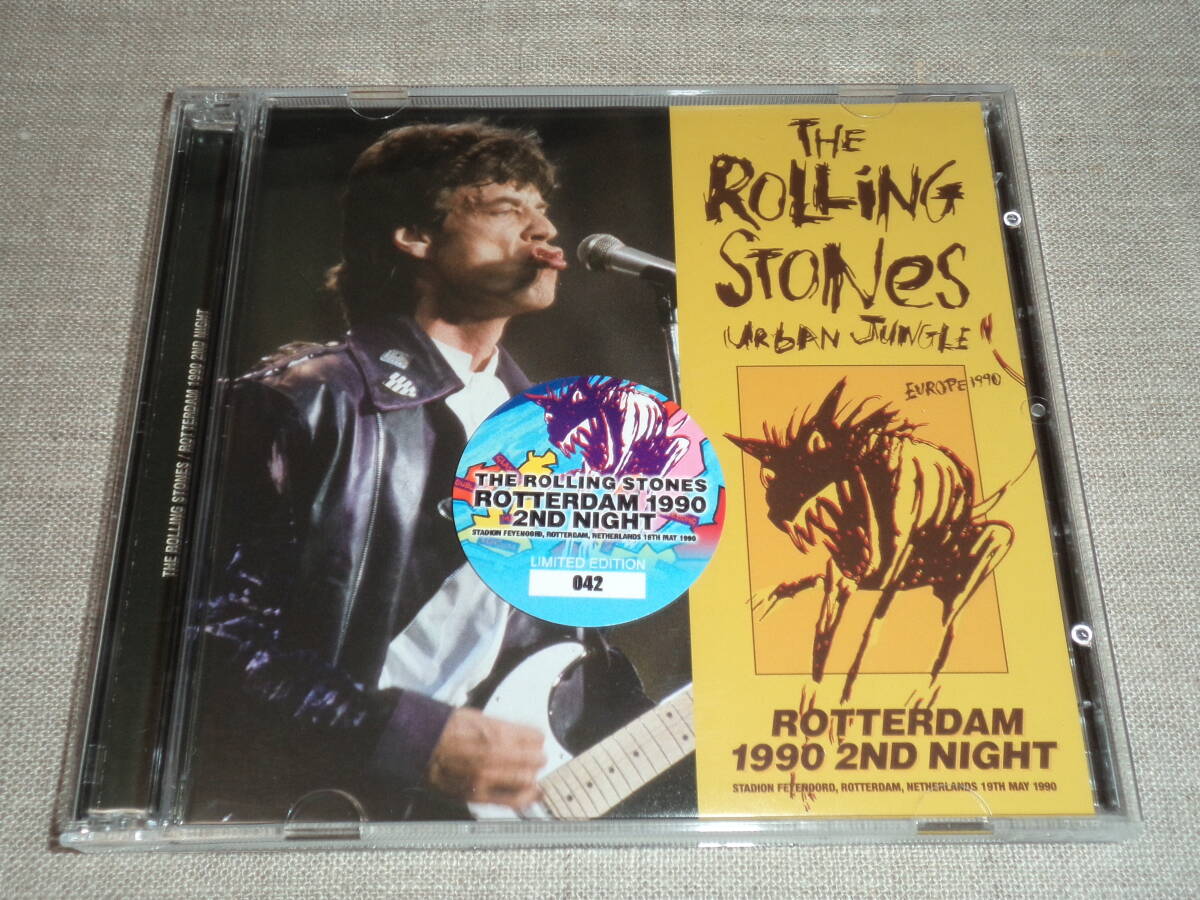 THE ROLLING STONES / ROTTERDAM 1990 2ND NIGHT
THE
ROLLiNG
STONeS
URbAN JUNGLE
EUROPE 1990
THE ROLLING STONES
ROTTERDAM 1990
2ND NIGHT
STADION FEYENOORD, ROTTERDAM, NETHERLANDS 19TH MAY 1990
LIMITED EDITION
042
ROTTERDAM
1990 2ND NIGHT
STADION FEYENOORD, ROTTERDAM, NETHERLANDS 19TH MAY 1990